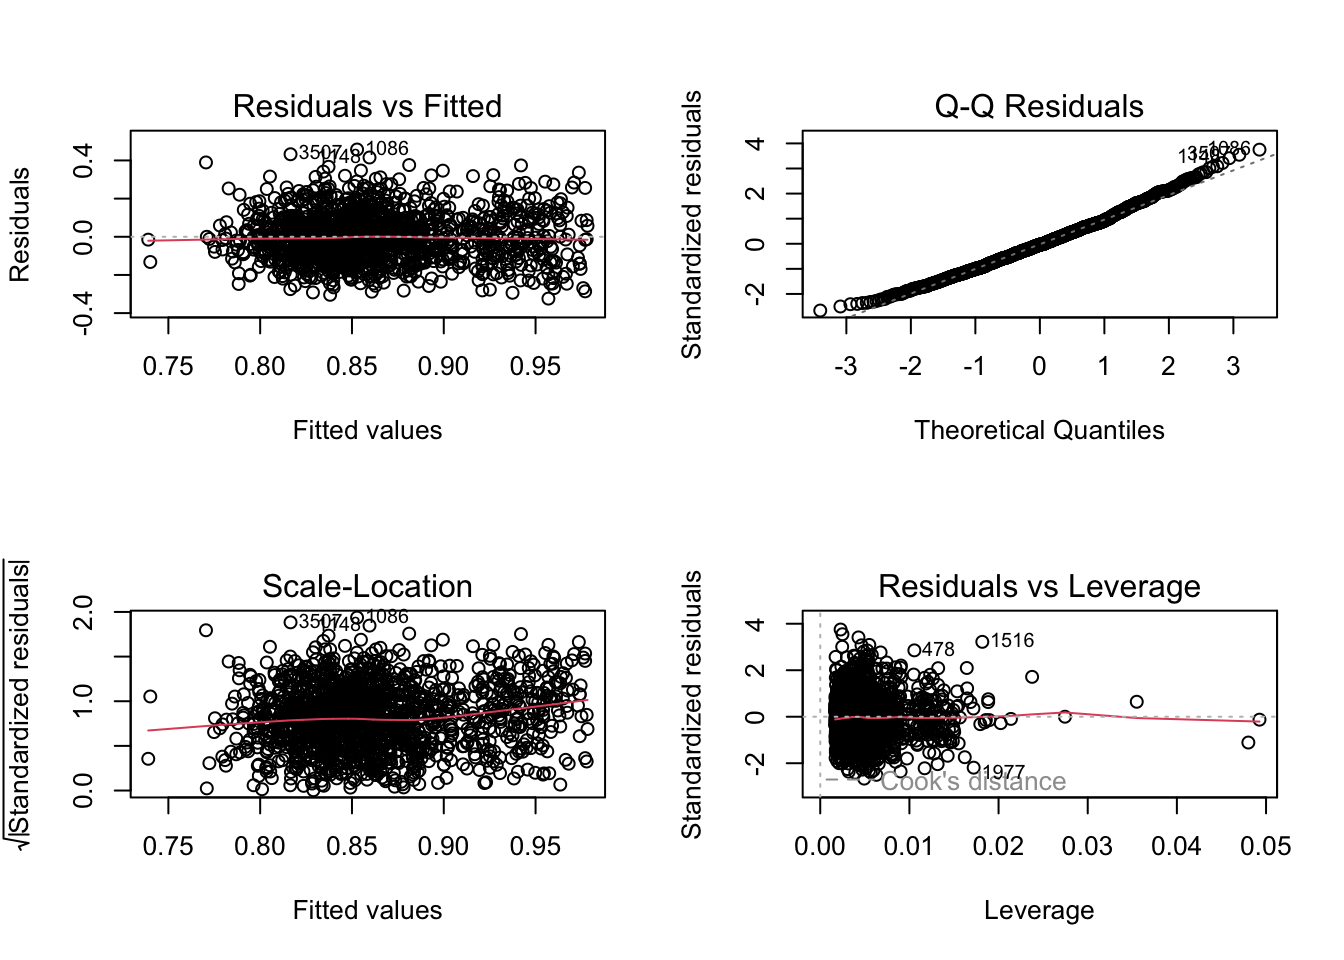 Residuals vs Fitted
Residuals
0.4
0.0
-0.4
3507
1148
1086
0.75 0.80 0.85 0.90 0.95
Fitted values
Q-Q Residuals
Standardized residuals
4
2
0
-2
1086
-3 -2 -1 0 1 2 3
Theoretical Quantiles
Scale-Location
√|Standardized residuals|
2.0
1.0
0.0
3507
1148
1086
0.75 0.80 0.85 0.90 0.95
Fitted values
Residuals vs Leverage
Standardized residuals
4
2
0
-2
478
1516
1977
Cook's distance
0.00 0.01 0.02 0.03 0.04 0.05
Leverage